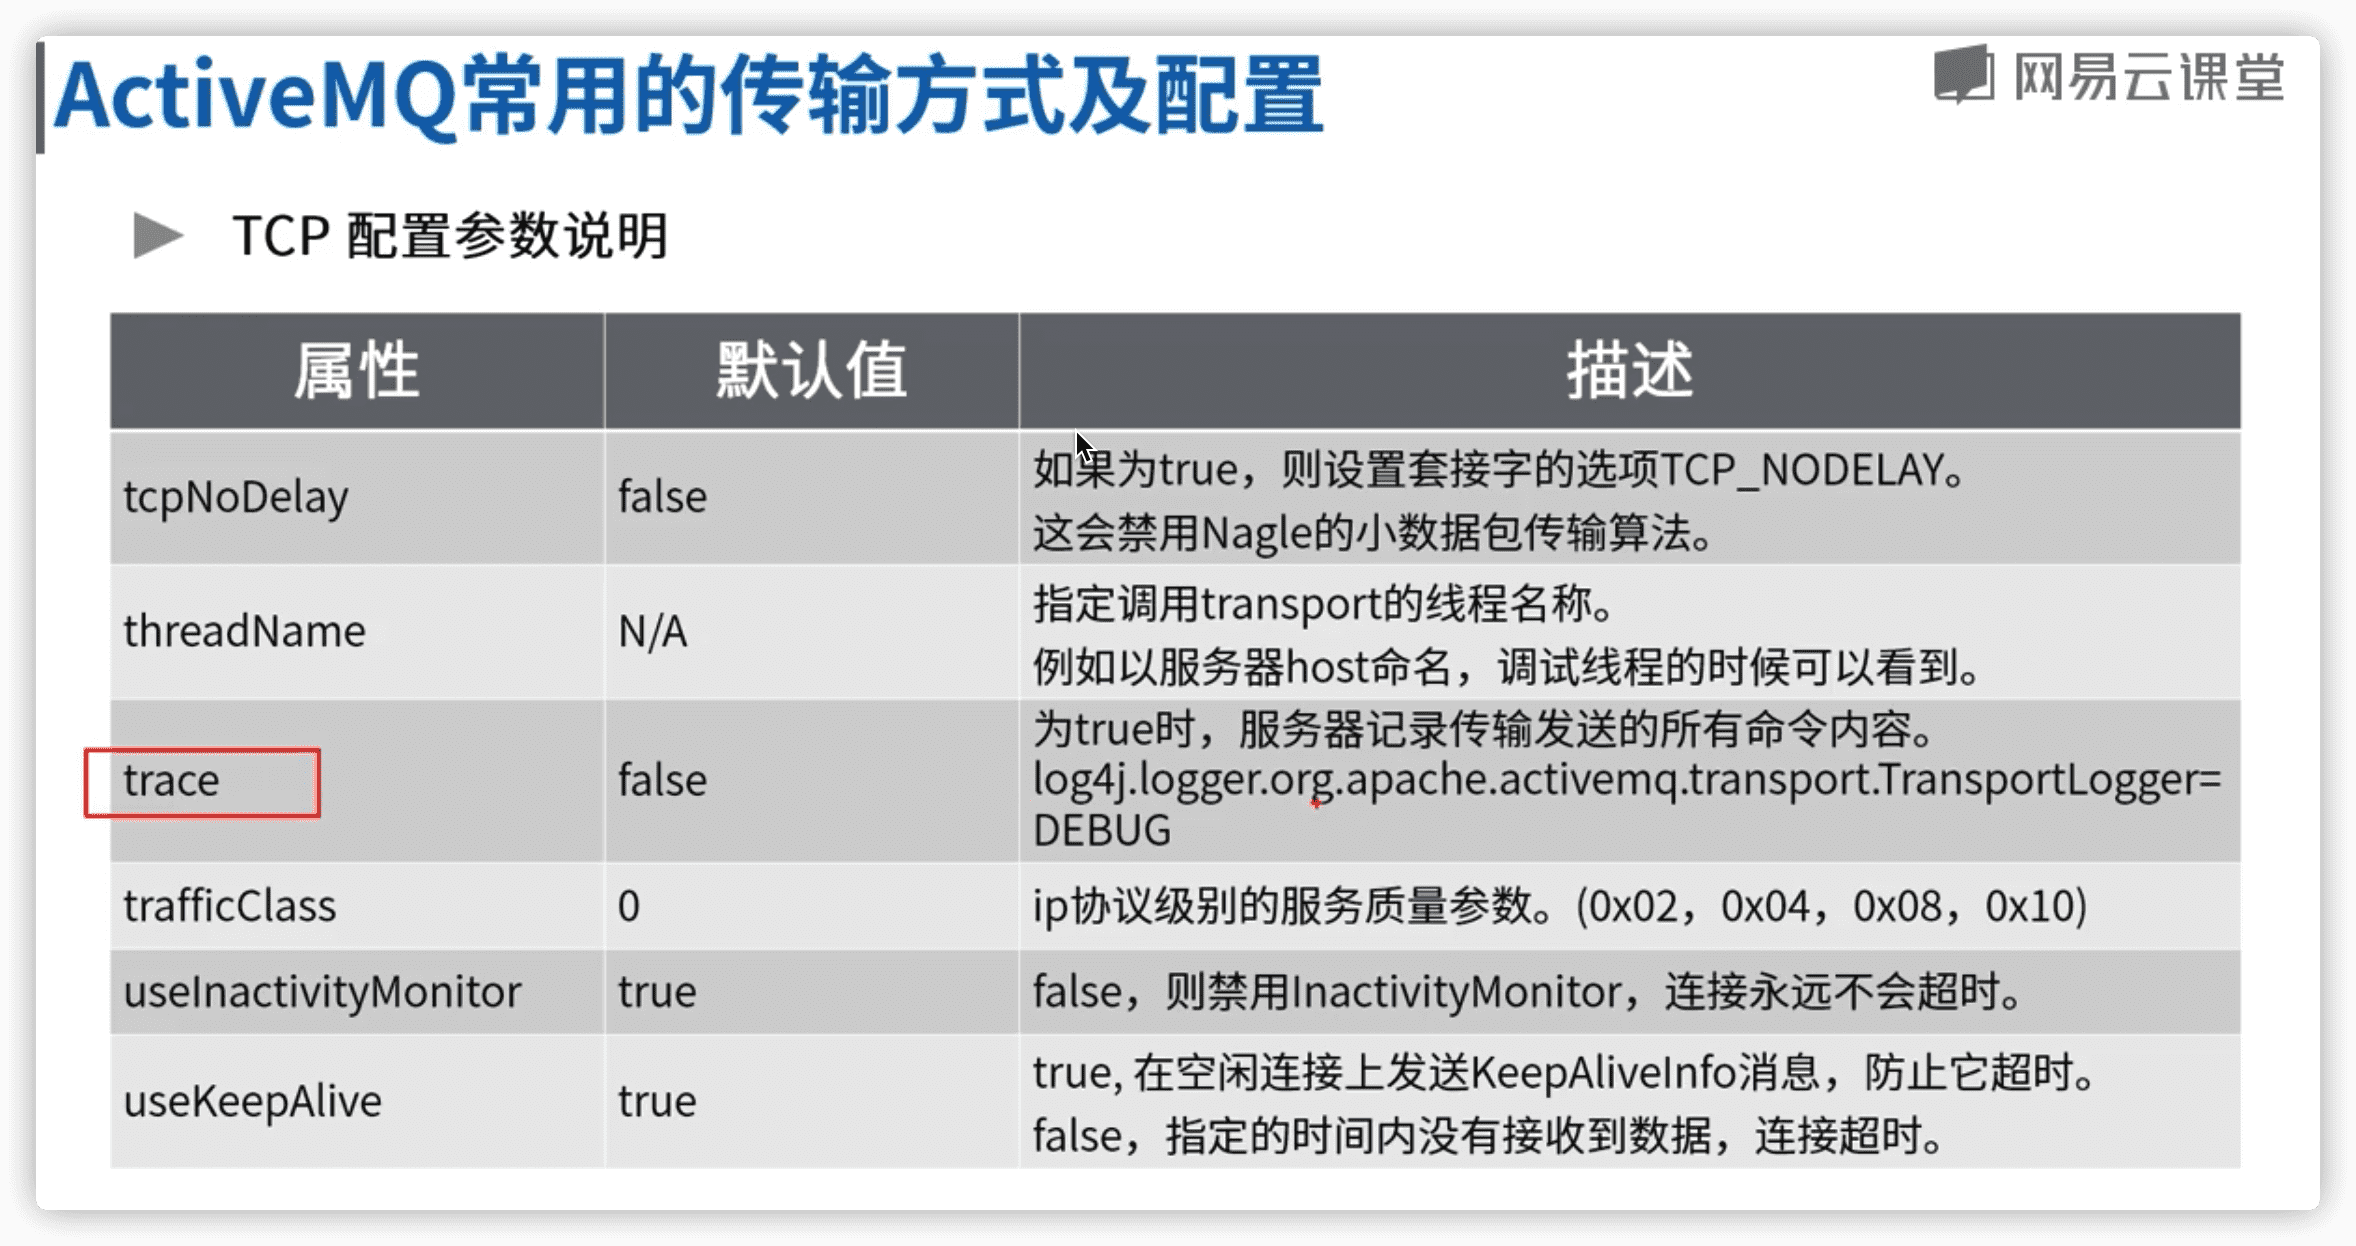 ActiveMQ常用的传输方式及配置
网易云课堂
TCP 配置参数说明
属性 默认值 描述
tcpNoDelay false 如果为true，则设置套接字的选项TCP_NODELAY。
这会禁用Nagle的小数据包传输算法。
threadName N/A 指定调用transport的线程名称。
例如以服务器host命名，调试线程的时候可以看到。
trace false 为true时，服务器记录传输发送的所有命令内容。
log4j.logger.org.apache.activemq.transport.TransportLogger=
DEBUG
trafficClass 0 ip协议级别的服务质量参数。(0x02，0x04，0x08，0x10)
useInactivityMonitor true false，则禁用InactivityMonitor，连接永远不会超时。
useKeepAlive true true, 在空闲连接上发送KeepAliveInfo消息，防止它超时。
false，指定的时间内没有接收到数据，连接超时。